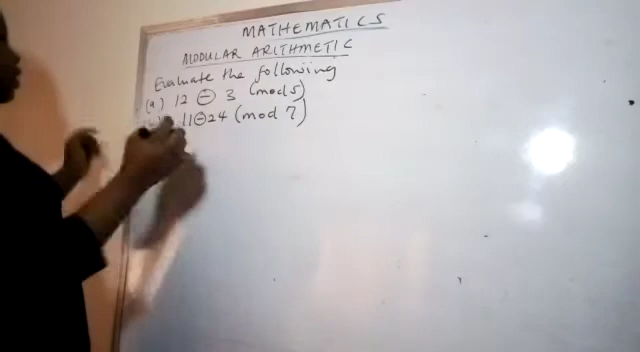 MATHEMATICS
MODULAR ARITHMETIC
Evaluate the following
(a) 12 ⊖ 3 (mod 5)
11 ⊖ 24 (mod 7)